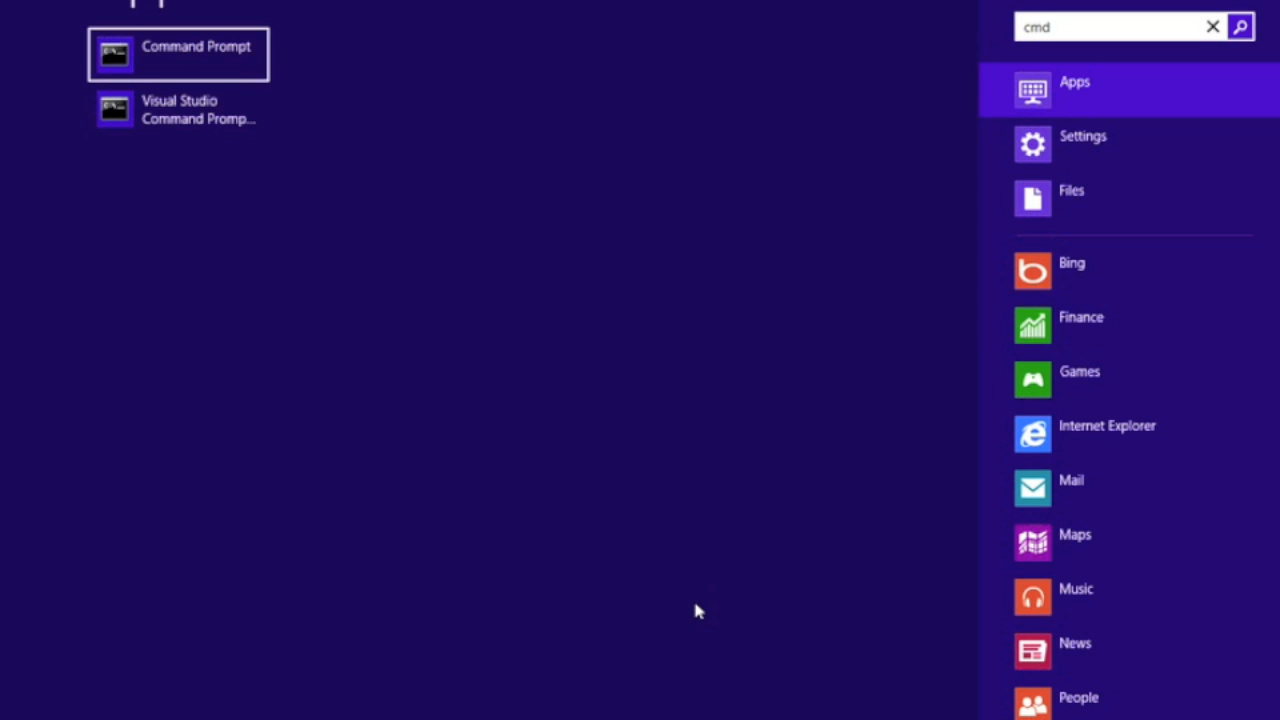 Command Prompt
Visual Studio
Command Promp...
cmd
Apps
Settings
Files
Bing
Finance
Games
Internet Explorer
Mail
Maps
Music
News
People